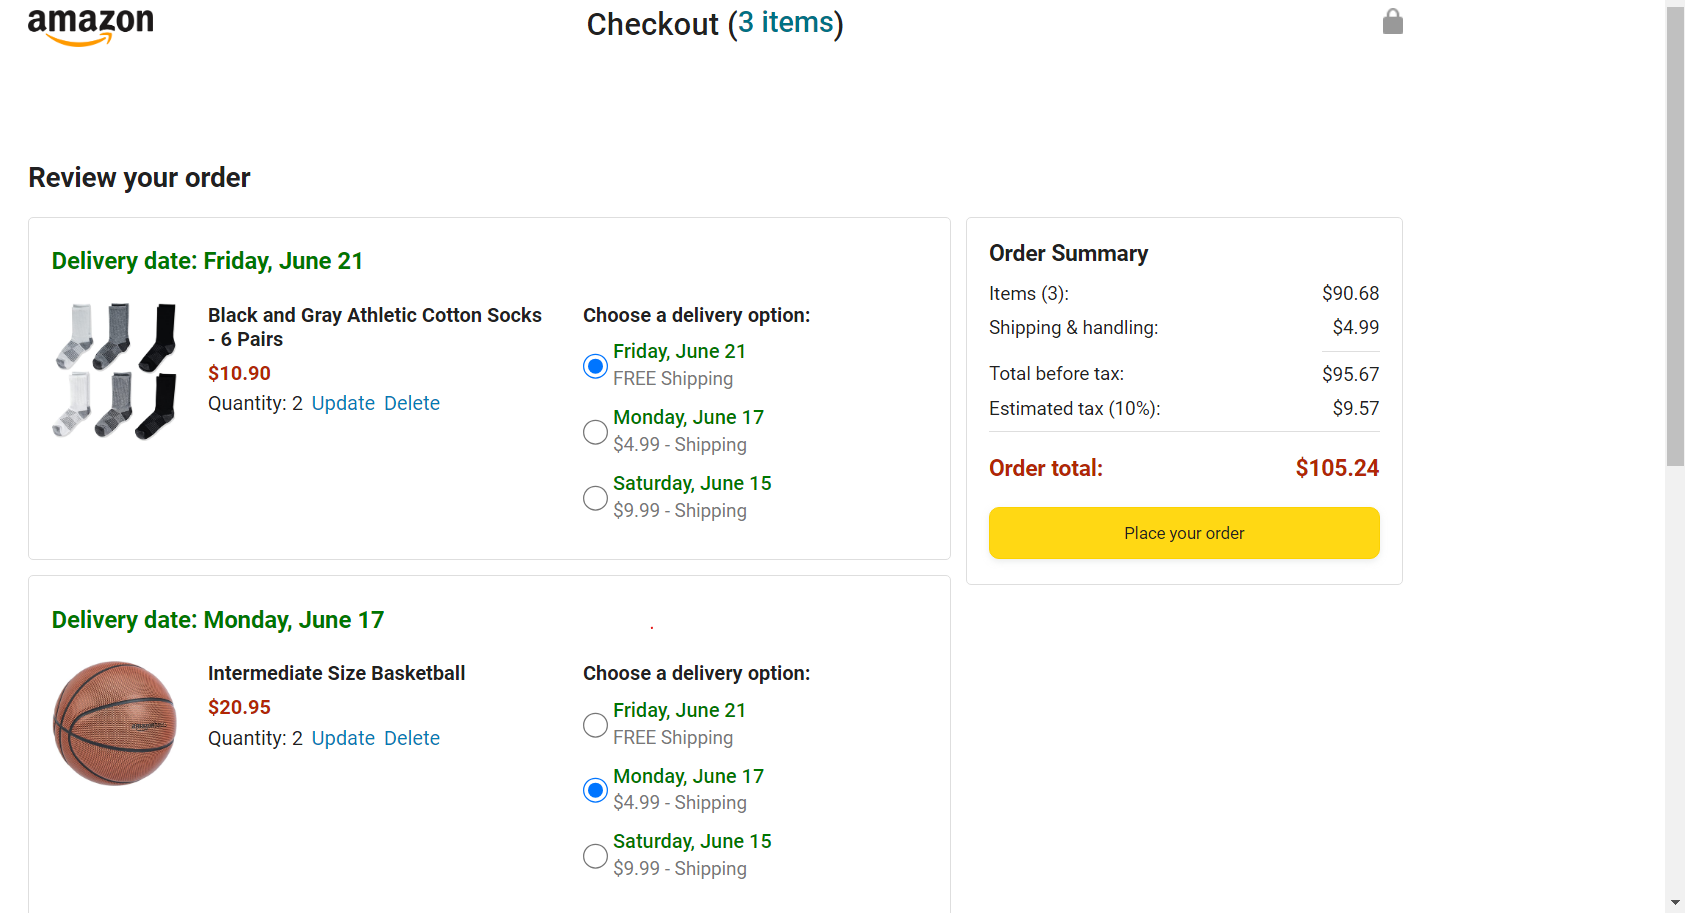 amazon
Checkout (3 items)
Review your order
Delivery date: Friday, June 21
Black and Gray Athletic Cotton Socks
- 6 Pairs
$10.90
Quantity: 2 Update Delete
Choose a delivery option:
Friday, June 21
FREE Shipping
Monday, June 17
$4.99 - Shipping
Saturday, June 15
$9.99 - Shipping
Order Summary
Items (3): $90.68
Shipping & handling: $4.99
Total before tax: $95.67
Estimated tax (10%): $9.57
Order total: $105.24
Place your order
Delivery date: Monday, June 17
Intermediate Size Basketball
$20.95
Quantity: 2 Update Delete
Choose a delivery option:
Friday, June 21
FREE Shipping
Monday, June 17
$4.99 - Shipping
Saturday, June 15
$9.99 - Shipping